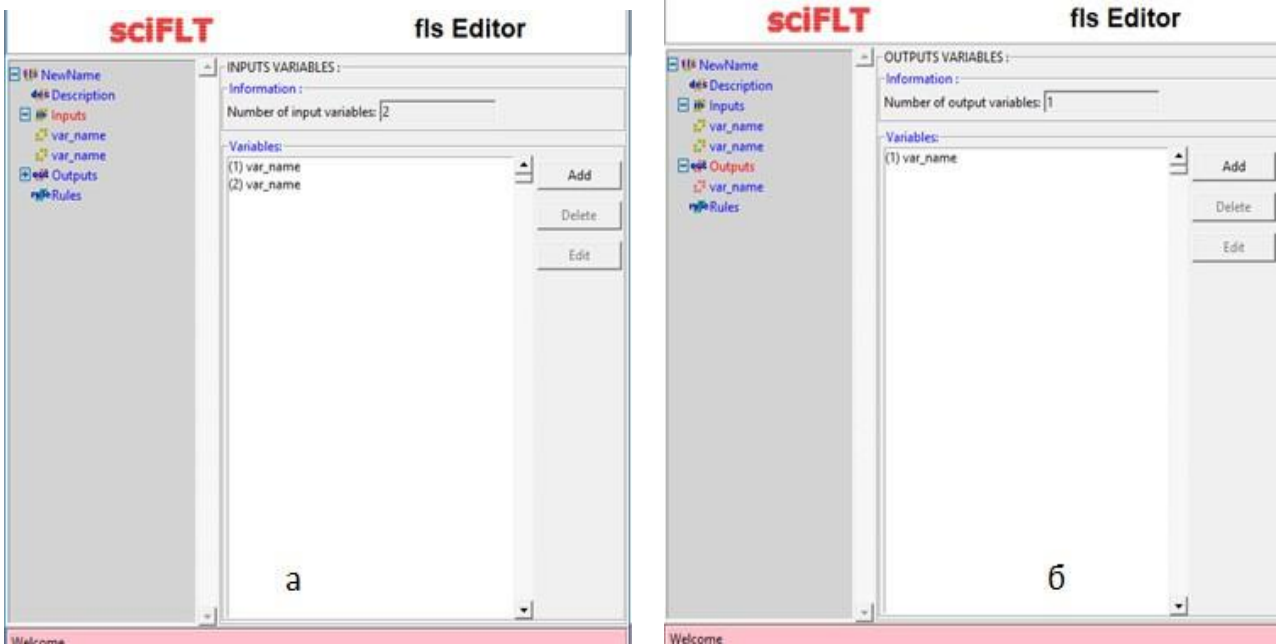 sciFLT fls Editor
NewName
Description
Inputs
var_name
var_name
Outputs
Rules
INPUTS VARIABLES :
Information :
Number of input variables: 2
Variables:
(1) var_name
(2) var_name
Add
Delete
Edit
а
Welcome
sciFLT fls Editor
NewName
Description
Inputs
var_name
var_name
Outputs
var_name
Rules
OUTPUTS VARIABLES :
Information :
Number of output variables: 1
Variables:
(1) var_name
Add
Delete
Edit
б
Welcome